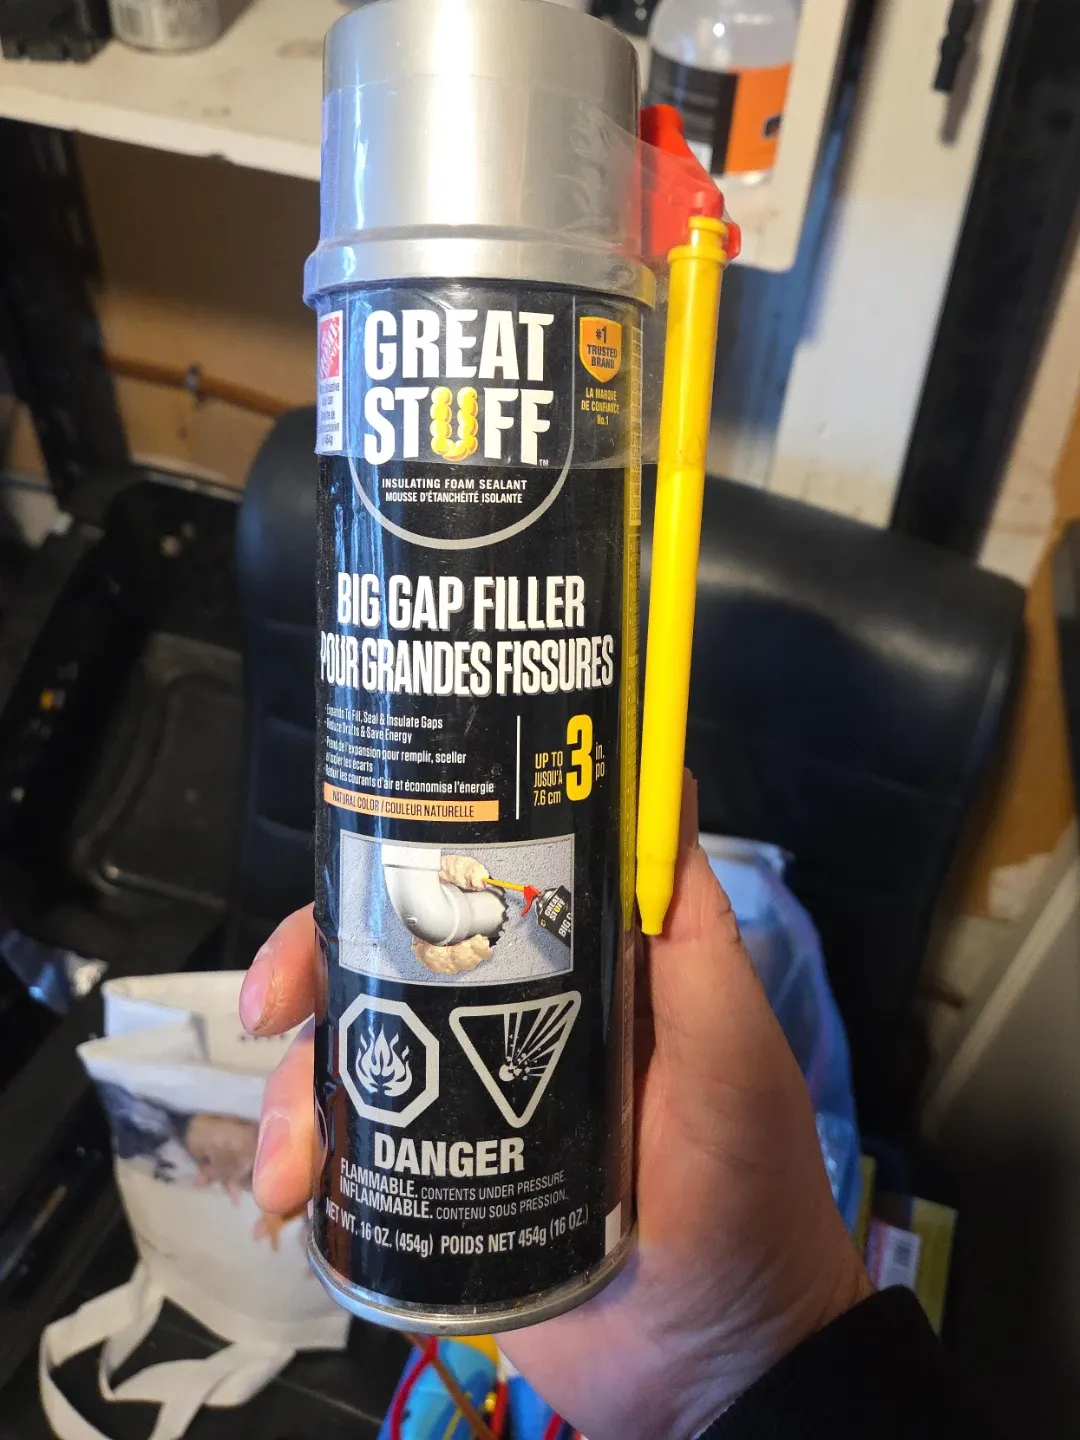 GREAT
STUFF™
#1
TRUSTED
BRAND
LA MARQUE
DE CONFIANCE
No.1
INSULATING FOAM SEALANT
MOUSSE D'ÉTANCHÉITÉ ISOLANTE
BIG GAP FILLER
POUR GRANDES FISSURES
Expands To Fill, Seal & Insulate Gaps
Reduce Drafts & Save Energy
Prend de l'expansion pour remplir, sceller
et isoler les écarts
Réduit les courants d'air et économise l'énergie
NATURAL COLOR / COULEUR NATURELLE
UP TO
JUSQU'À
7.6 cm
3
in.
po
GREAT
STUFF
BIG
DANGER
FLAMMABLE. CONTENTS UNDER PRESSURE.
INFLAMMABLE. CONTENU SOUS PRESSION.
NET WT. 16 OZ. (454g) POIDS NET 454g (16 OZ.)